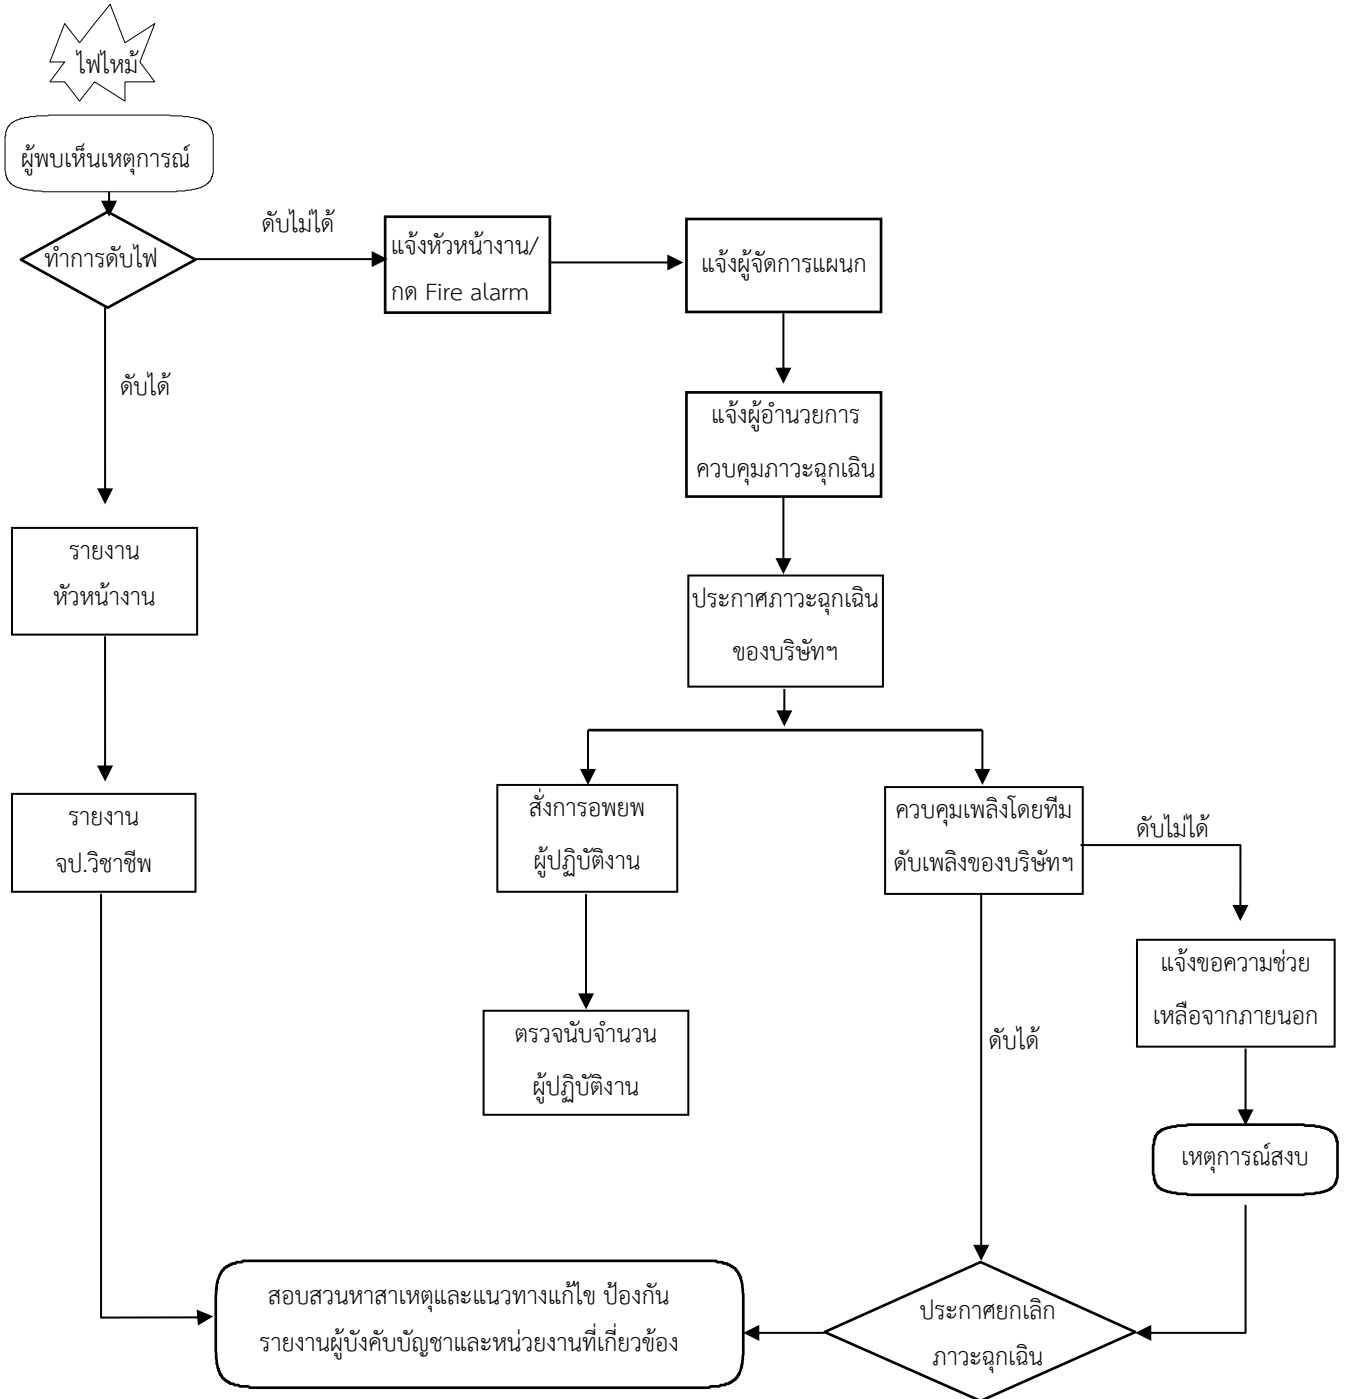 ไฟไหม้
ผู้พบเห็นเหตุการณ์
ทำการดับไฟ
ดับไม่ได้
แจ้งหัวหน้างาน/
กด Fire alarm
แจ้งผู้จัดการแผนก
ดับได้
แจ้งผู้อำนวยการ
ควบคุมภาวะฉุกเฉิน
รายงาน
หัวหน้างาน
ประกาศภาวะฉุกเฉิน
ของบริษัทฯ
รายงาน
จป.วิชาชีพ
สั่งการอพยพ
ผู้ปฏิบัติงาน
ควบคุมเพลิงโดยทีม
ดับเพลิงของบริษัทฯ
ดับไม่ได้
แจ้งขอความช่วย
เหลือจากภายนอก
ตรวจนับจำนวน
ผู้ปฏิบัติงาน
ดับได้
เหตุการณ์สงบ
สอบสวนหาสาเหตุและแนวทางแก้ไข ป้องกัน
รายงานผู้บังคับบัญชาและหน่วยงานที่เกี่ยวข้อง
ประกาศยกเลิก
ภาวะฉุกเฉิน